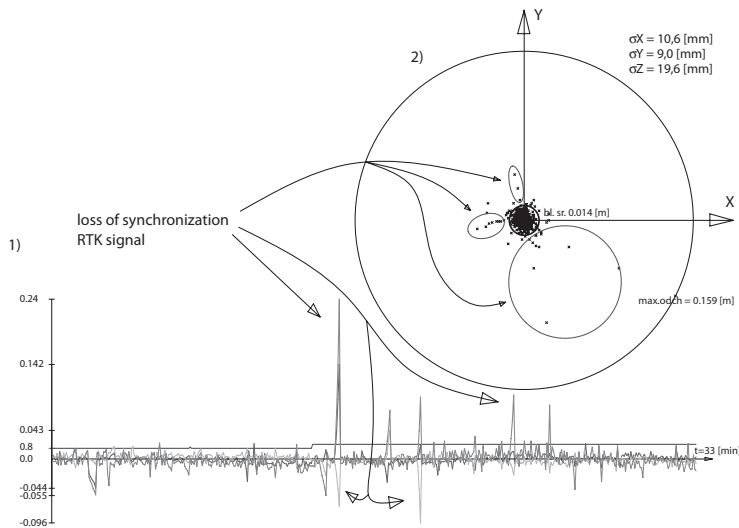 Y
σX = 10,6 [mm]
σY = 9,0 [mm]
σZ = 19,6 [mm]
2)
X
bł. sr. 0.014 [m]
loss of synchronization
RTK signal
1)
max.odch = 0.159 [m]
0.24
0.142
0.043
0.8
0.0
-0.044
-0.055
-0.096
t=33 [min]